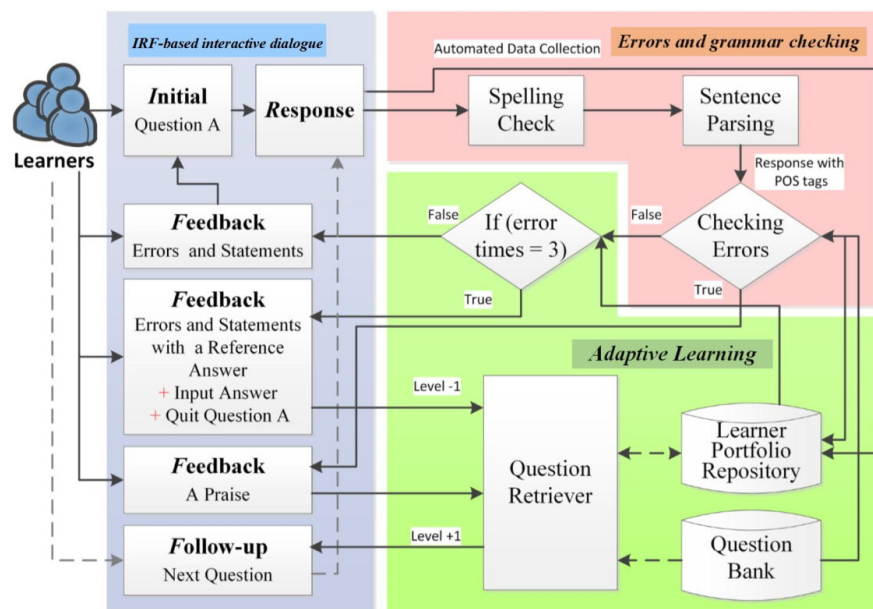 IRF-based interactive dialogue
Automated Data Collection
Errors and grammar checking
Learners
Initial
Question A
Response
Spelling
Check
Sentence
Parsing
Response with
POS tags
Feedback
Errors and Statements
False
If (error
times = 3)
False
Checking
Errors
True
True
Feedback
Errors and Statements
with a Reference
Answer
+ Input Answer
+ Quit Question A
Adaptive Learning
Level -1
Question
Retriever
Learner
Portfolio
Repository
Feedback
A Praise
Level +1
Follow-up
Next Question
Question
Bank